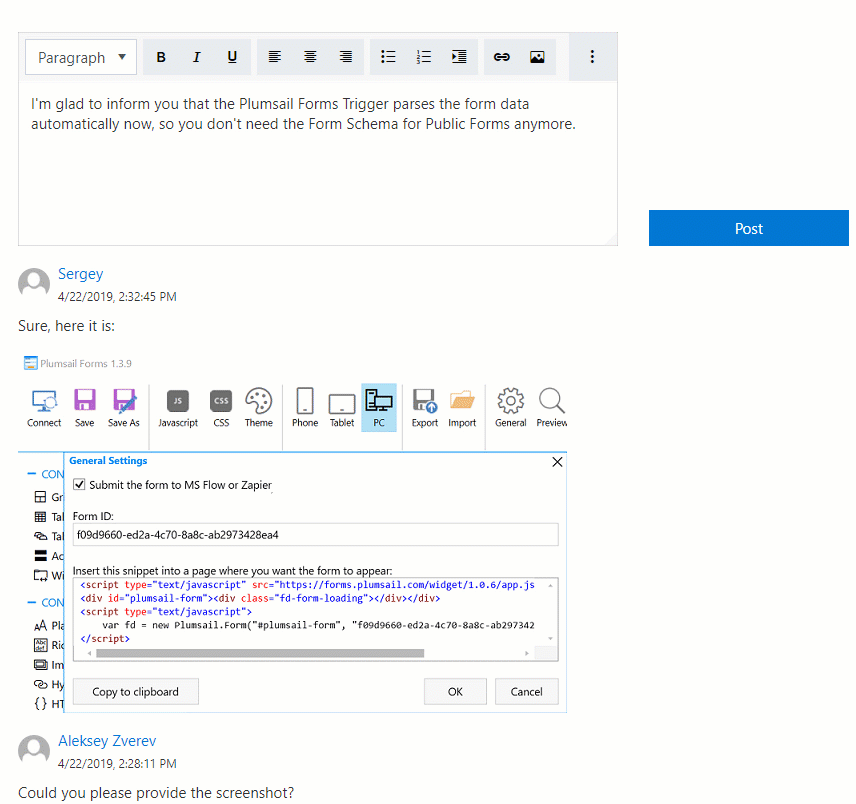 Paragraph B I U
I'm glad to inform you that the Plumsail Forms Trigger parses the form data
automatically now, so you don't need the Form Schema for Public Forms anymore.
Post
Sergey
4/22/2019, 2:32:45 PM
Sure, here it is:
Plumsail Forms 1.3.9
JS CSS
Connect Save Save As Javascript CSS Theme Phone Tablet PC Export Import General Preview
General Settings
CON
Submit the form to MS Flow or Zapier
Gr
Form ID:
Tal
f09d9660-ed2a-4c70-8a8c-ab2973428ea4
Tal
Ac
Insert this snippet into a page where you want the form to appear:
Wi
<script type="text/javascript" src="https://forms.plumsail.com/widget/1.0.6/app.js
<div id="plumsail-form"><div class="fd-form-loading"></div></div>
CON
<script type="text/javascript">
Pla
var fd = new Plumsail.Form("#plumsail-form", "f09d9660-ed2a-4c70-8a8c-ab297342
</script>
Ric
Im
Hy
Copy to clipboard OK Cancel
HT
Aleksey Zverev
4/22/2019, 2:28:11 PM
Could you please provide the screenshot?